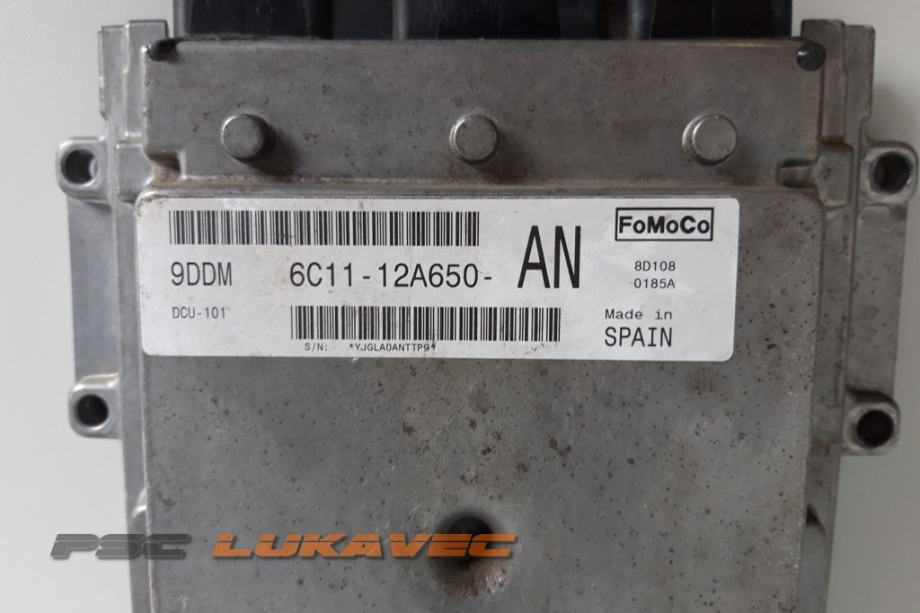 FoMoCo
9DDM 6C11-12A650- AN
8D108
0185A
DCU-101
Made in
SPAIN
S/N: *YJGLA0ANTTP9*
PSC LUKAVEC